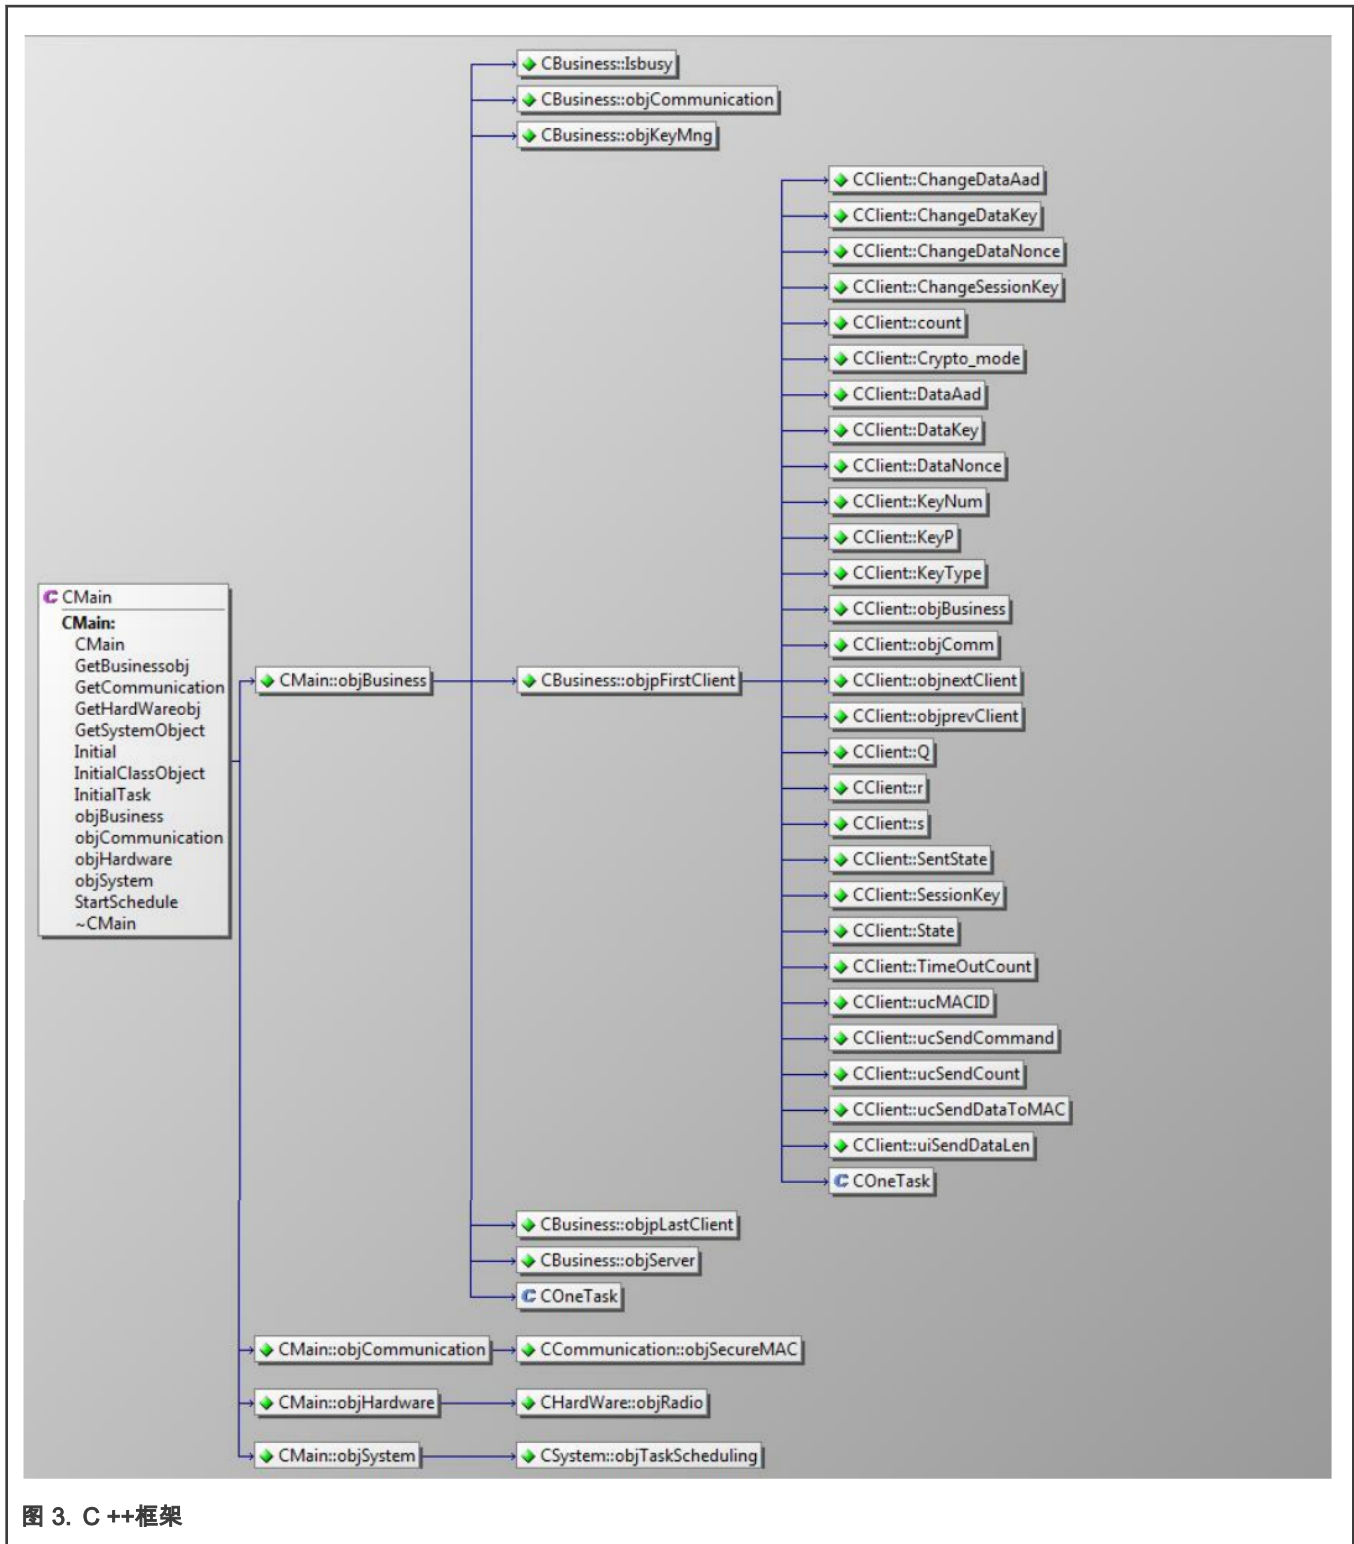 CBusiness::Isbusy
CBusiness::objCommunication
CBusiness::objKeyMng
CClient::ChangeDataAad
CClient::ChangeDataKey
CClient::ChangeDataNonce
CClient::ChangeSessionKey
CClient::count
CClient::Crypto_mode
CClient::DataAad
CClient::DataKey
CClient::DataNonce
CClient::KeyNum
CClient::KeyP
CClient::KeyType
CClient::objBusiness
CClient::objComm
CClient::objnextClient
CClient::objprevClient
CClient::Q
CClient::r
CClient::s
CClient::SentState
CClient::SessionKey
CClient::State
CClient::TimeOutCount
CClient::ucMACID
CClient::ucSendCommand
CClient::ucSendCount
CClient::ucSendDataToMAC
CClient::uiSendDataLen
C COneTask
C CMain
CMain:
CMain
GetBusinessobj
GetCommunication
GetHardWareobj
GetSystemObject
Initial
InitialClassObject
InitialTask
objBusiness
objCommunication
objHardware
objSystem
StartSchedule
~CMain
CMain::objBusiness
CBusiness::objpFirstClient
CBusiness::objpLastClient
CBusiness::objServer
C COneTask
CMain::objCommunication
CCommunication::objSecureMAC
CMain::objHardware
CHardWare::objRadio
CMain::objSystem
CSystem::objTaskScheduling
图 3. C ++框架